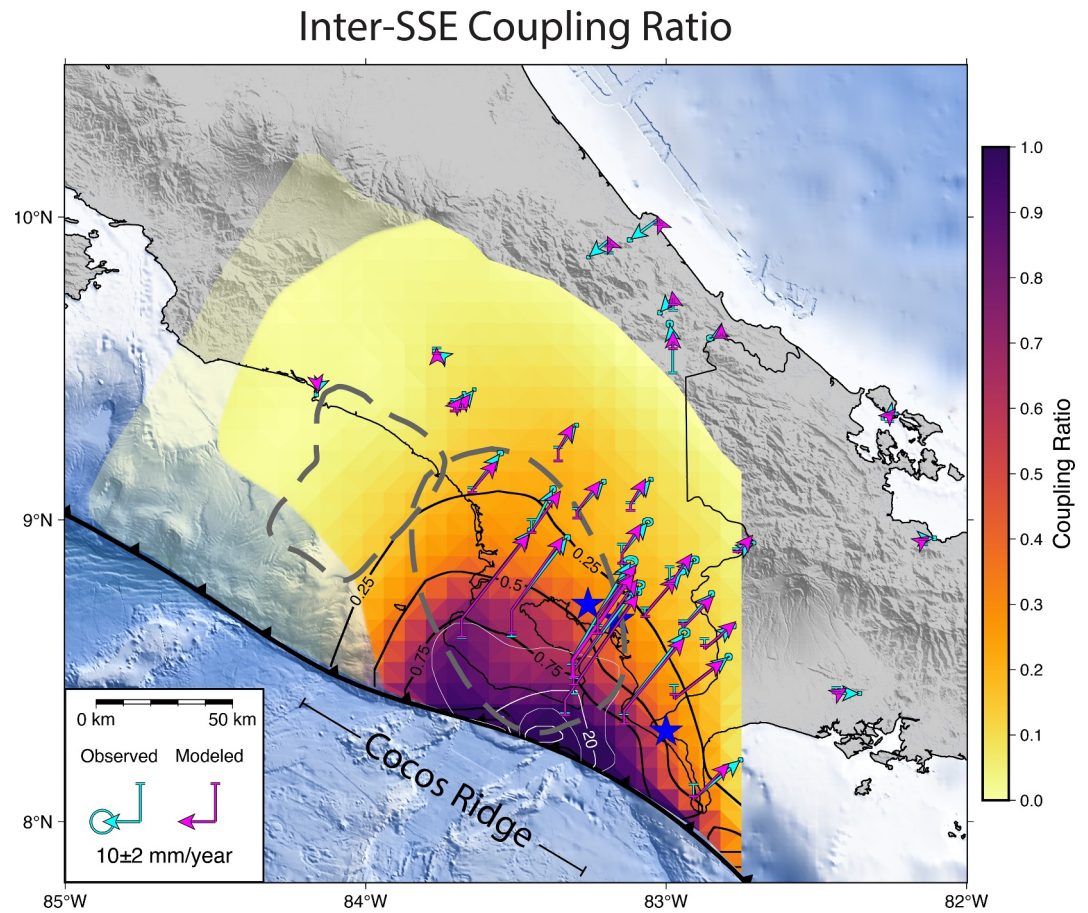 Inter-SSE Coupling Ratio
10°N
9°N
8°N
85°W
84°W
83°W
82°W
0.25
0.25
0.5
0.75
0.75
20
Cocos Ridge
0 km
50 km
Observed
Modeled
10±2 mm/year
1.0
0.9
0.8
0.7
0.6
0.5
0.4
0.3
0.2
0.1
0.0
Coupling Ratio